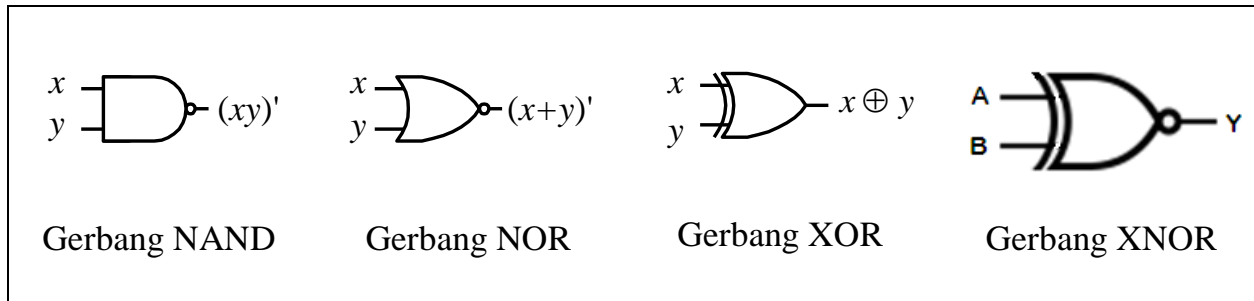 x
y
(xy)'
x
y
(x+y)'
x
y
x ⊕ y
A
B
Y
Gerbang NAND
Gerbang NOR
Gerbang XOR
Gerbang XNOR